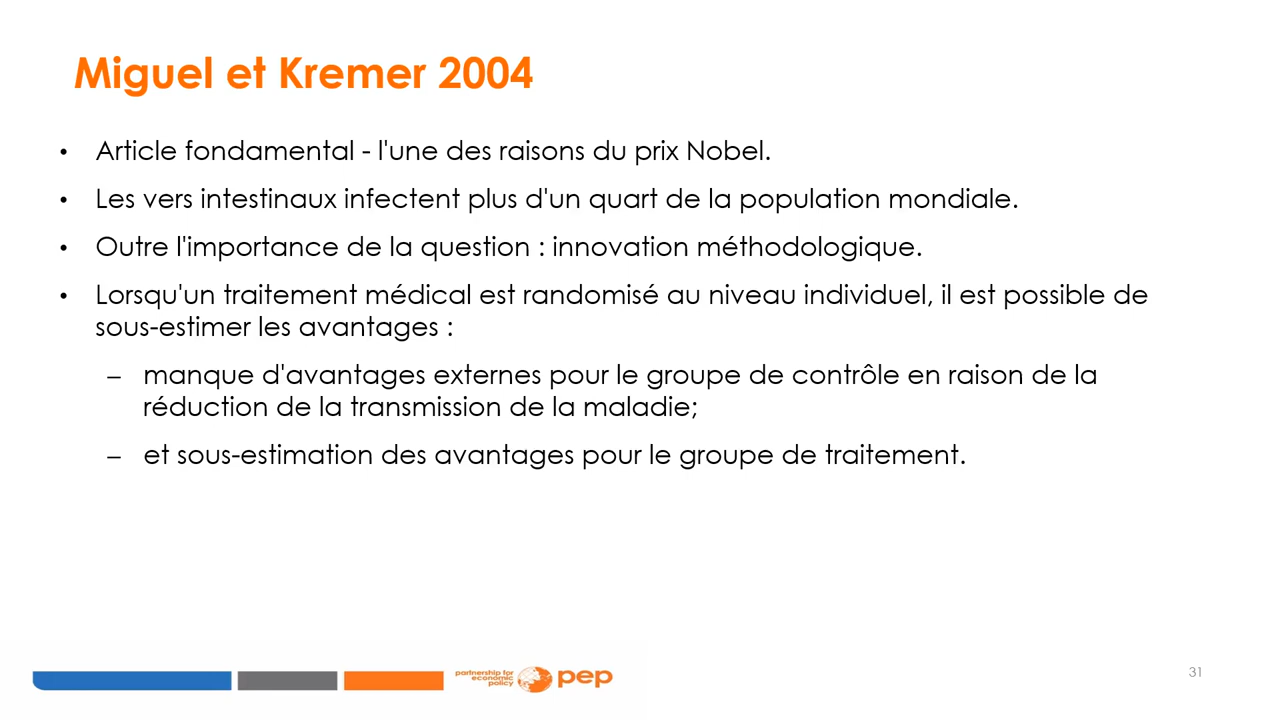 Miguel et Kremer 2004
• Article fondamental - l'une des raisons du prix Nobel.
• Les vers intestinaux infectent plus d'un quart de la population mondiale.
• Outre l'importance de la question : innovation méthodologique.
• Lorsqu'un traitement médical est randomisé au niveau individuel, il est possible de
sous-estimer les avantages :
– manque d'avantages externes pour le groupe de contrôle en raison de la
réduction de la transmission de la maladie;
– et sous-estimation des avantages pour le groupe de traitement.
partnership for
economic
policy
pep
31